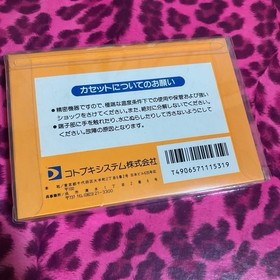 カセットについてのお願い
●精密機器ですので、極端な温度条件下での使用や保管および強い
ショックをさけてください。また、絶対に分解しないでください。
●端子部に手を触れたり、水にぬらしたりして汚さないようにして
ください。故障の原因となります。
コトブキシステム株式会社
T4906571115319